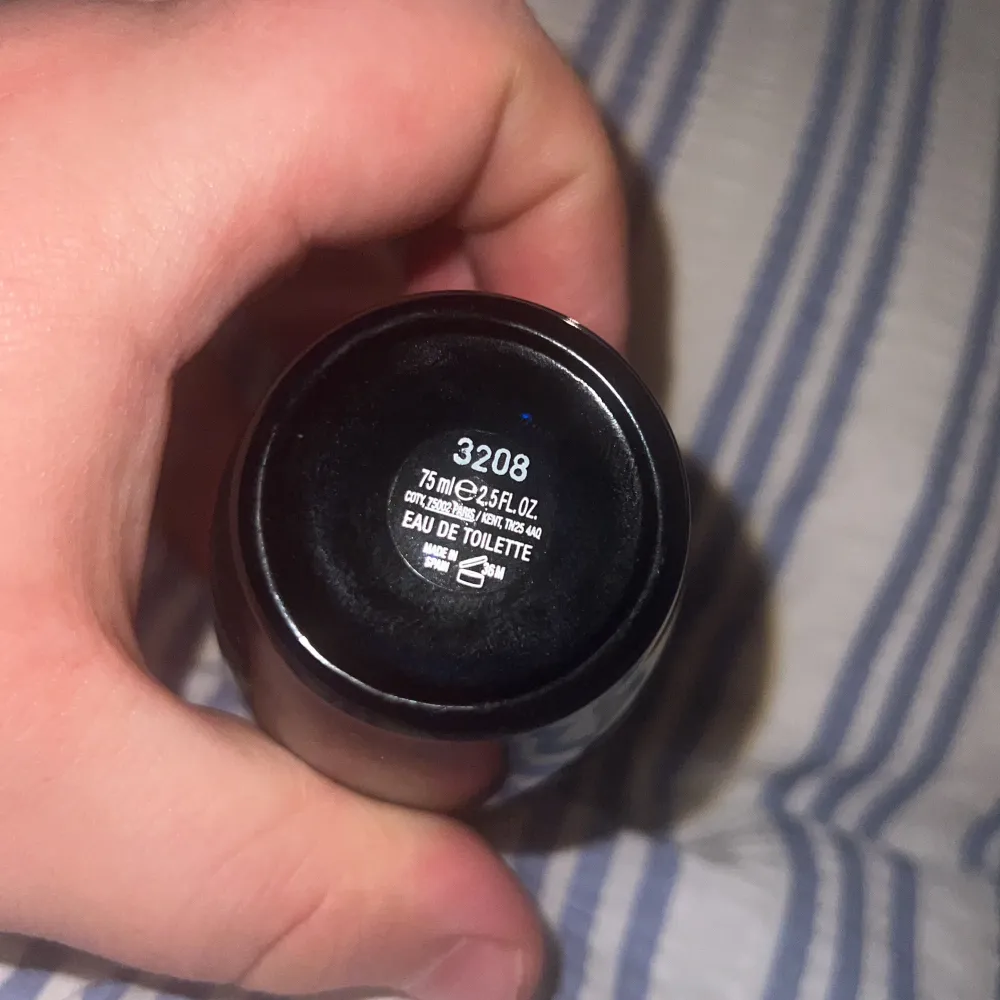 3208
75 ml ℮ 2.5 FL. OZ.
COTY, 75002 PARIS / KENT, TN25 4AQ
EAU DE TOILETTE
MADE IN
SPAIN
36M